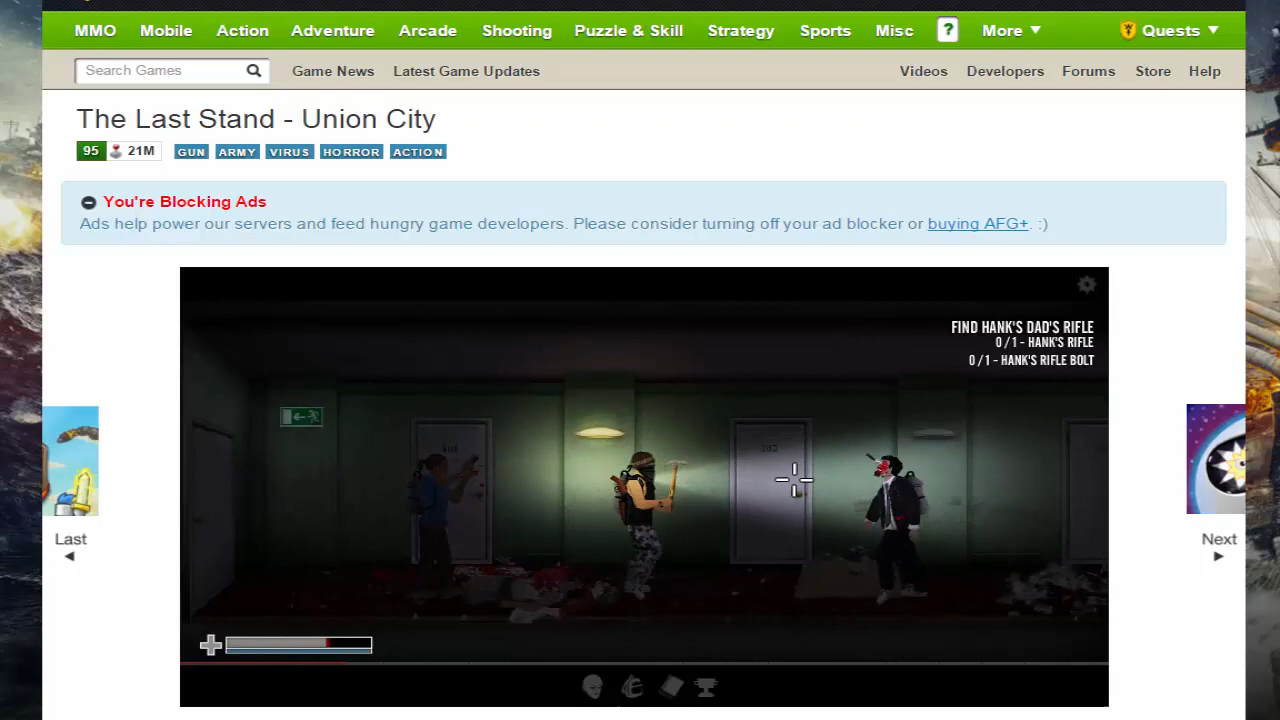 MMO Mobile Action Adventure Arcade Shooting Puzzle & Skill Strategy Sports Misc ? More Quests
Search Games Game News Latest Game Updates Videos Developers Forums Store Help
The Last Stand - Union City
95 21M GUN ARMY VIRUS HORROR ACTION
You're Blocking Ads
Ads help power our servers and feed hungry game developers. Please consider turning off your ad blocker or buying AFG+. :)
FIND HANK'S DAD'S RIFLE
0/1 - HANK'S RIFLE
0/1 - HANK'S RIFLE BOLT
Last
Next